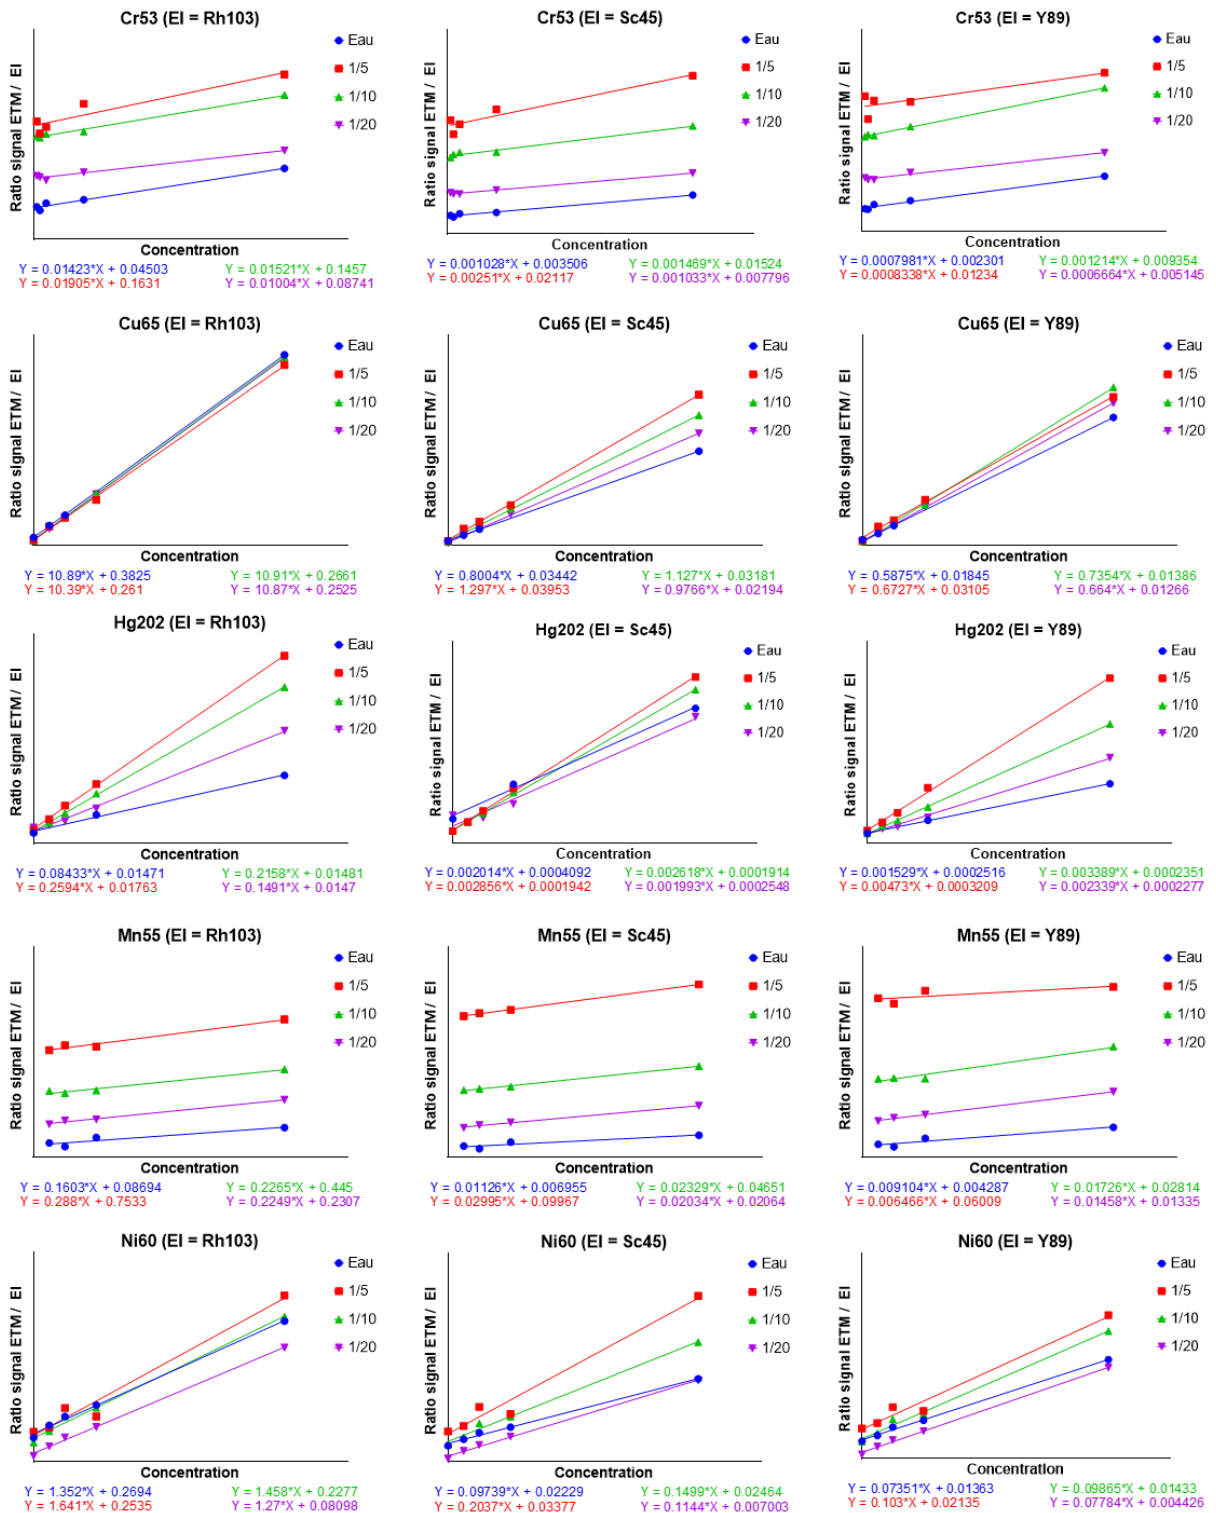 Cr53 (EI = Rh103)
Ratio signal ETM / EI
Eau
1/5
1/10
1/20
Concentration
Y = 0.01423*X + 0.04503
Y = 0.01521*X + 0.1457
Y = 0.01905*X + 0.1631
Y = 0.01004*X + 0.08741
Cr53 (EI = Sc45)
Ratio signal ETM / EI
Eau
1/5
1/10
1/20
Concentration
Y = 0.001028*X + 0.003506
Y = 0.001469*X + 0.01524
Y = 0.00251*X + 0.02117
Y = 0.001033*X + 0.007796
Cr53 (EI = Y89)
Ratio signal ETM / EI
Eau
1/5
1/10
1/20
Concentration
Y = 0.0007981*X + 0.002301
Y = 0.001214*X + 0.009354
Y = 0.0008338*X + 0.01234
Y = 0.0006664*X + 0.005145
Cu65 (EI = Rh103)
Ratio signal ETM / EI
Eau
1/5
1/10
1/20
Concentration
Y = 10.89*X + 0.3825
Y = 10.91*X + 0.2661
Y = 10.39*X + 0.261
Y = 10.87*X + 0.2525
Cu65 (EI = Sc45)
Ratio signal ETM / EI
Eau
1/5
1/10
1/20
Concentration
Y = 0.8004*X + 0.03442
Y = 1.127*X + 0.03181
Y = 1.297*X + 0.03953
Y = 0.9766*X + 0.02194
Cu65 (EI = Y89)
Ratio signal ETM / EI
Eau
1/5
1/10
1/20
Concentration
Y = 0.5875*X + 0.01845
Y = 0.7354*X + 0.01386
Y = 0.6727*X + 0.03105
Y = 0.664*X + 0.01266
Hg202 (EI = Rh103)
Ratio signal ETM / EI
Eau
1/5
1/10
1/20
Concentration
Y = 0.08433*X + 0.01471
Y = 0.2158*X + 0.01481
Y = 0.2594*X + 0.01763
Y = 0.1491*X + 0.0147
Hg202 (EI = Sc45)
Ratio signal ETM / EI
Eau
1/5
1/10
1/20
Concentration
Y = 0.002014*X + 0.0004092
Y = 0.002618*X + 0.0001914
Y = 0.002856*X + 0.0001942
Y = 0.001993*X + 0.0002548
Hg202 (EI = Y89)
Ratio signal ETM / EI
Eau
1/5
1/10
1/20
Concentration
Y = 0.001529*X + 0.0002516
Y = 0.003389*X + 0.0002351
Y = 0.00473*X + 0.0003209
Y = 0.002339*X + 0.0002277
Mn55 (EI = Rh103)
Ratio signal ETM / EI
Eau
1/5
1/10
1/20
Concentration
Y = 0.1603*X + 0.08694
Y = 0.2265*X + 0.445
Y = 0.288*X + 0.7533
Y = 0.2249*X + 0.2307
Mn55 (EI = Sc45)
Ratio signal ETM / EI
Eau
1/5
1/10
1/20
Concentration
Y = 0.01126*X + 0.006955
Y = 0.02329*X + 0.04651
Y = 0.02995*X + 0.09967
Y = 0.02034*X + 0.02064
Mn55 (EI = Y89)
Ratio signal ETM / EI
Eau
1/5
1/10
1/20
Concentration
Y = 0.009104*X + 0.004287
Y = 0.01726*X + 0.02814
Y = 0.006466*X + 0.06009
Y = 0.01458*X + 0.01335
Ni60 (EI = Rh103)
Ratio signal ETM / EI
Eau
1/5
1/10
1/20
Concentration
Y = 1.352*X + 0.2694
Y = 1.458*X + 0.2277
Y = 1.641*X + 0.2535
Y = 1.27*X + 0.08098
Ni60 (EI = Sc45)
Ratio signal ETM / EI
Eau
1/5
1/10
1/20
Concentration
Y = 0.09739*X + 0.02229
Y = 0.1499*X + 0.02464
Y = 0.2037*X + 0.03377
Y = 0.1144*X + 0.007003
Ni60 (EI = Y89)
Ratio signal ETM / EI
Eau
1/5
1/10
1/20
Concentration
Y = 0.07351*X + 0.01363
Y = 0.09865*X + 0.01433
Y = 0.103*X + 0.02135
Y = 0.07784*X + 0.004426